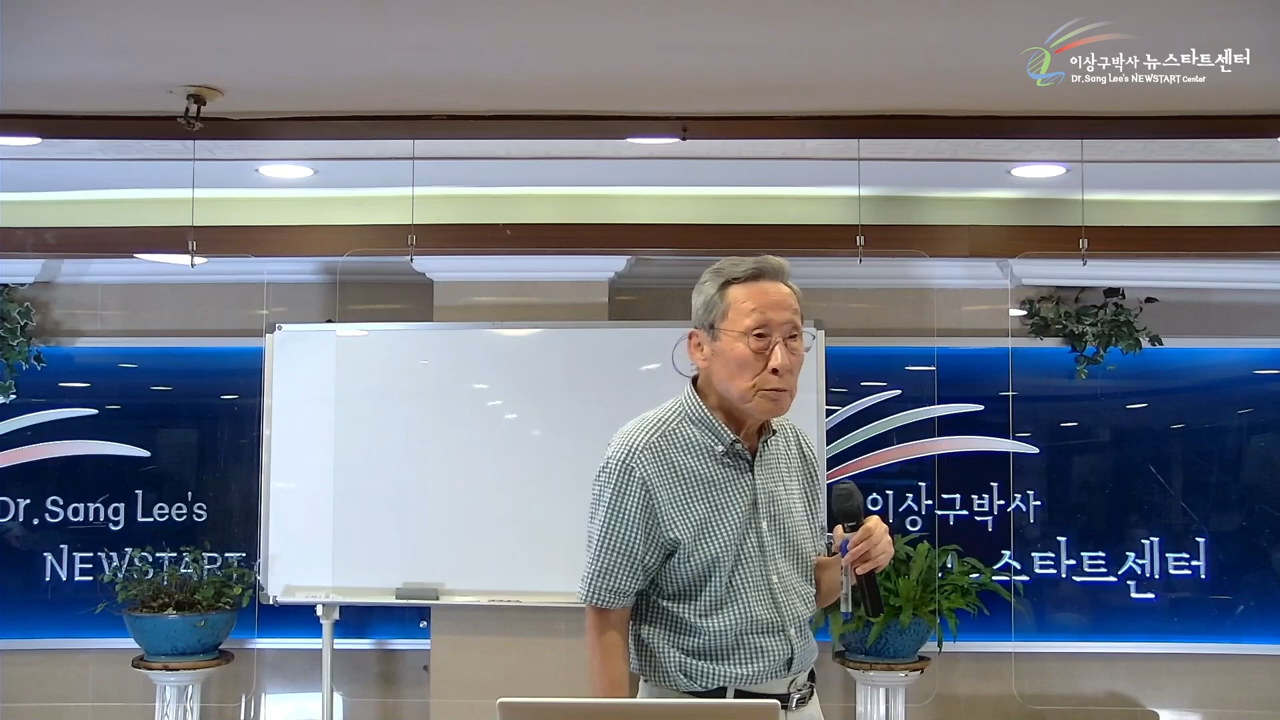 이상구박사 뉴스타트센터
Dr. Sang Lee's NEWSTART Center
Dr. Sang Lee's
NEWSTART
이상구박사
뉴스타트센터